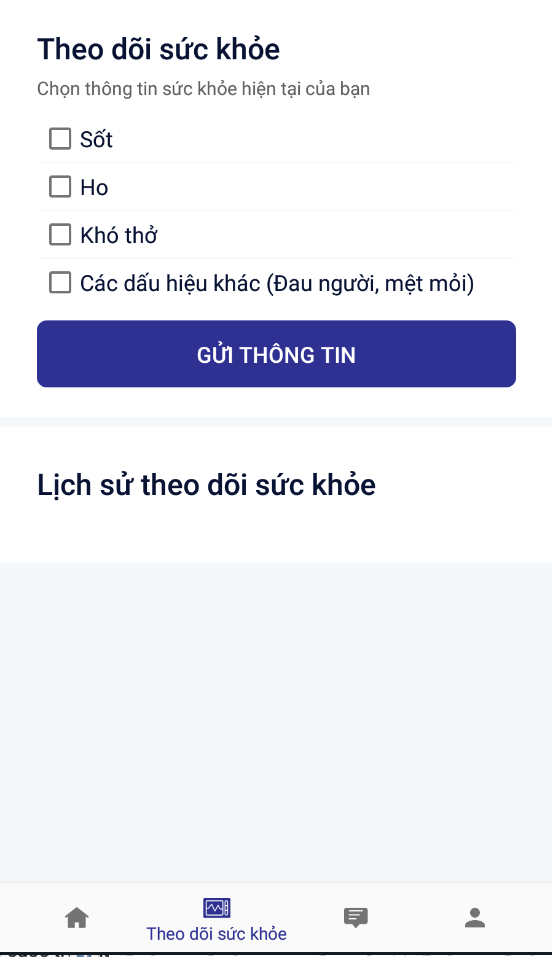 Theo dõi sức khỏe
Chọn thông tin sức khỏe hiện tại của bạn
Sốt
Ho
Khó thở
Các dấu hiệu khác (Đau người, mệt mỏi)
GỬI THÔNG TIN
Lịch sử theo dõi sức khỏe
Theo dõi sức khỏe